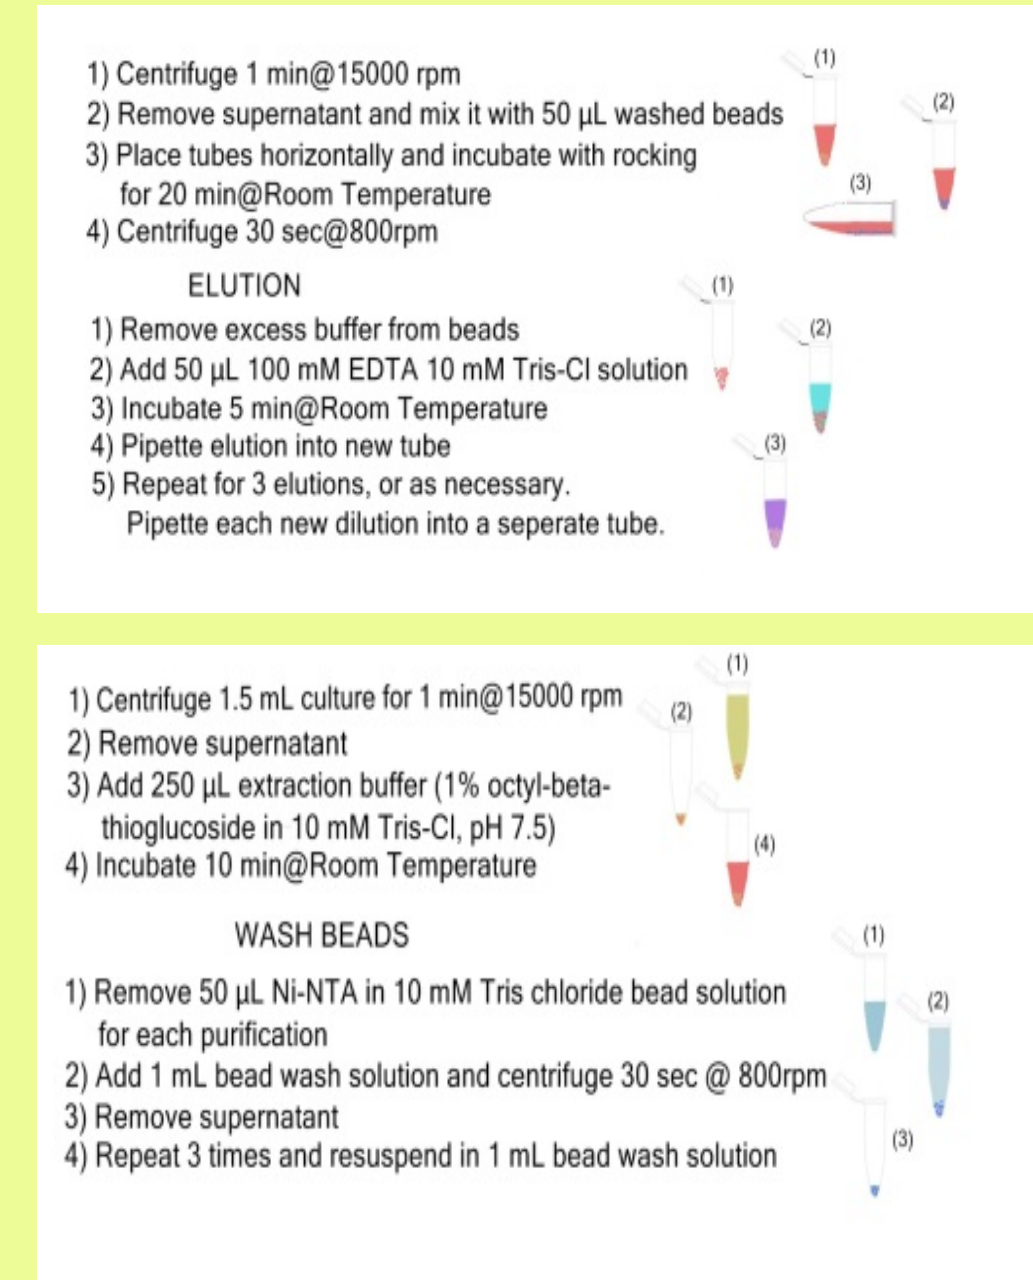 1) Centrifuge 1 min@15000 rpm
(1)
2) Remove supernatant and mix it with 50 µL washed beads
(2)
3) Place tubes horizontally and incubate with rocking
for 20 min@Room Temperature
(3)
4) Centrifuge 30 sec@800rpm
ELUTION
(1)
1) Remove excess buffer from beads
(2)
2) Add 50 µL 100 mM EDTA 10 mM Tris-Cl solution
3) Incubate 5 min@Room Temperature
4) Pipette elution into new tube
(3)
5) Repeat for 3 elutions, or as necessary.
Pipette each new dilution into a seperate tube.
(1)
1) Centrifuge 1.5 mL culture for 1 min@15000 rpm
(2)
2) Remove supernatant
3) Add 250 µL extraction buffer (1% octyl-beta-
thioglucoside in 10 mM Tris-Cl, pH 7.5)
4) Incubate 10 min@Room Temperature
(4)
WASH BEADS
(1)
1) Remove 50 µL Ni-NTA in 10 mM Tris chloride bead solution
(2)
for each purification
2) Add 1 mL bead wash solution and centrifuge 30 sec @ 800rpm
3) Remove supernatant
(3)
4) Repeat 3 times and resuspend in 1 mL bead wash solution